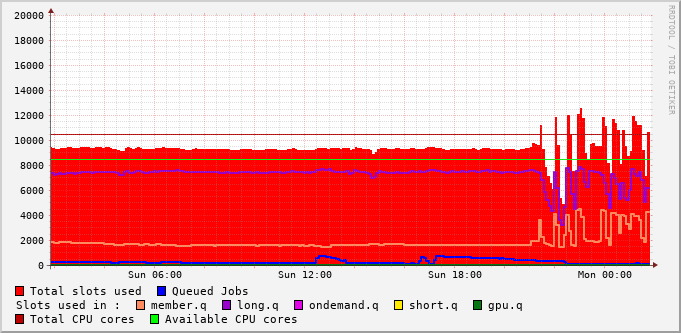 20000
18000
16000
14000
12000
10000
8000
6000
4000
2000
0
Sun 06:00 Sun 12:00 Sun 18:00 Mon 00:00
RRDTOOL / TOBI OETIKER
Total slots used Queued Jobs
Slots used in : member.q long.q ondemand.q short.q gpu.q
Total CPU cores Available CPU cores